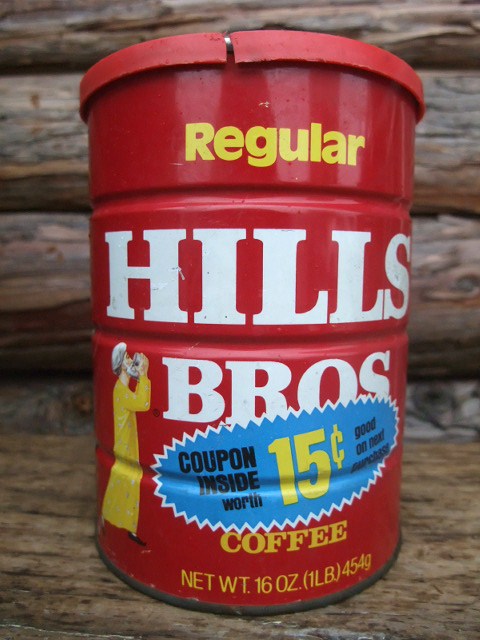 Regular
HILLS
BROS
COUPON
INSIDE
worth
15¢
good
on next
purchase
COFFEE
NET WT. 16 OZ. (1LB.) 454g